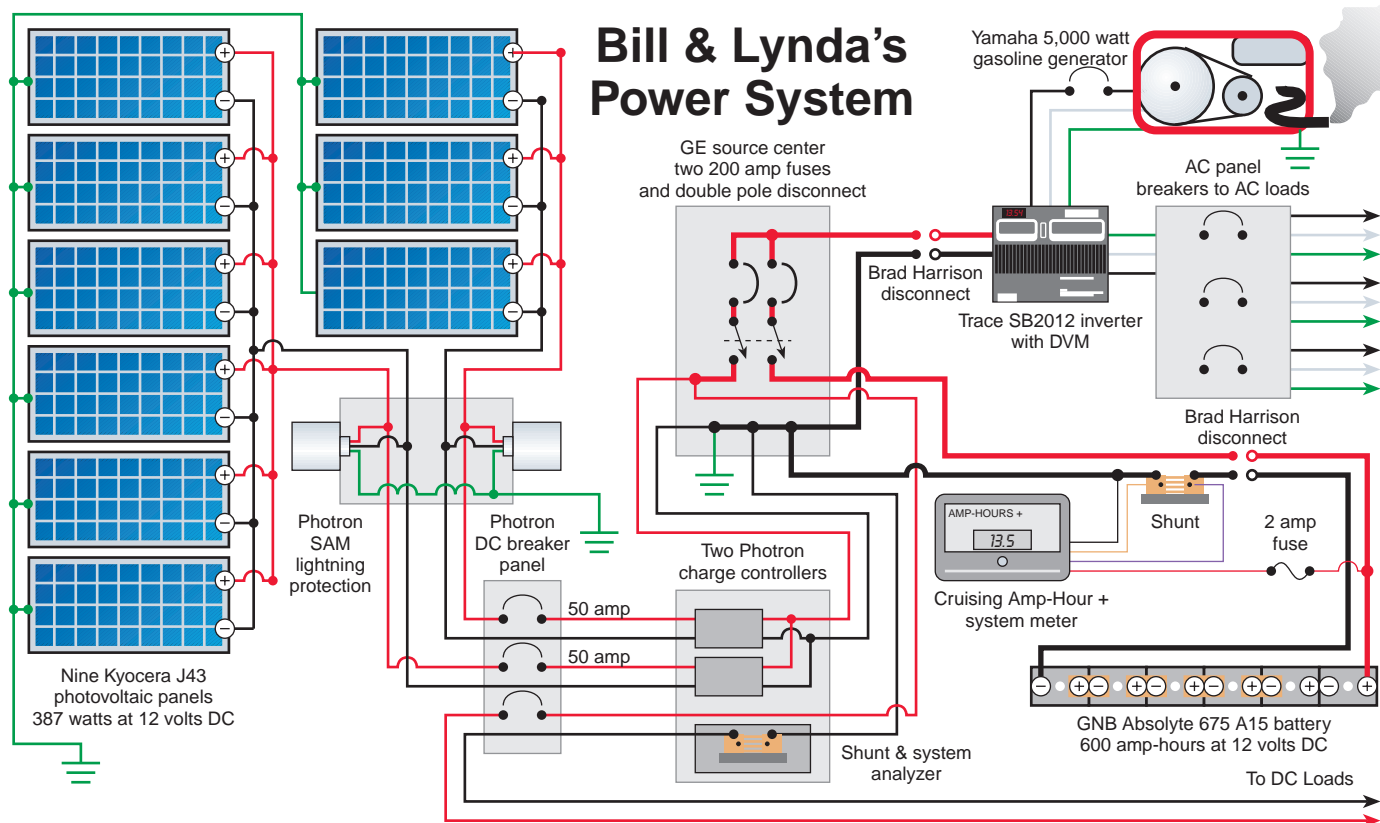 Bill & Lynda’s
Power System
Yamaha 5,000 watt
gasoline generator
GE source center
two 200 amp fuses
and double pole disconnect
AC panel
breakers to AC loads
13.54
Brad Harrison
disconnect
Trace SB2012 inverter
with DVM
Brad Harrison
disconnect
Photron
SAM
lightning
protection
Photron
DC breaker
panel
Two Photron
charge controllers
AMP-HOURS +
13.5
Shunt
2 amp
fuse
Cruising Amp-Hour +
system meter
50 amp
50 amp
Nine Kyocera J43
photovoltaic panels
387 watts at 12 volts DC
Shunt & system
analyzer
GNB Absolyte 675 A15 battery
600 amp-hours at 12 volts DC
To DC Loads